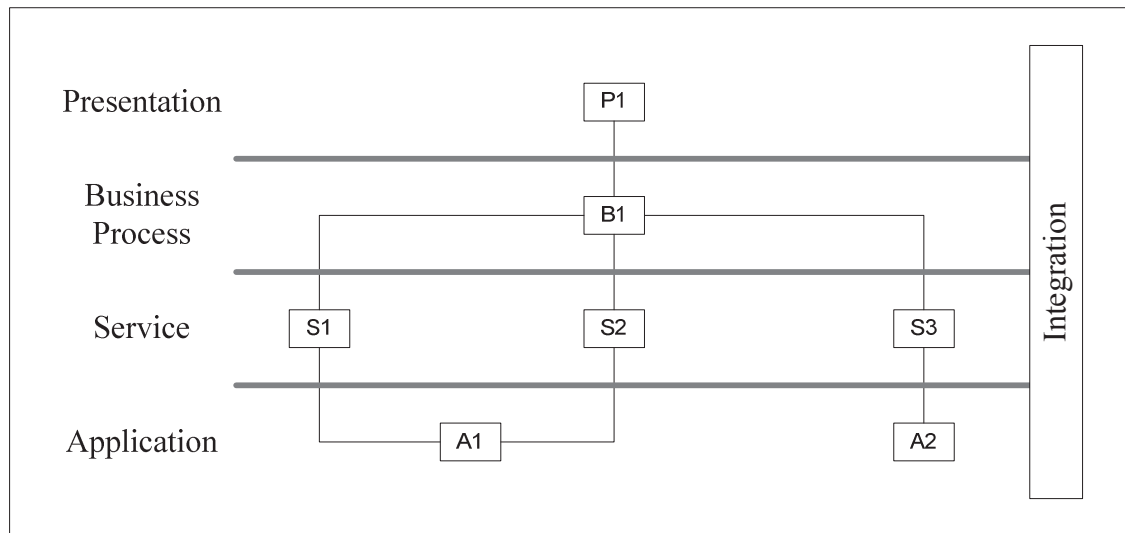 Presentation
P1
Business
Process
B1
Service
S1
S2
S3
Application
A1
A2
Integration